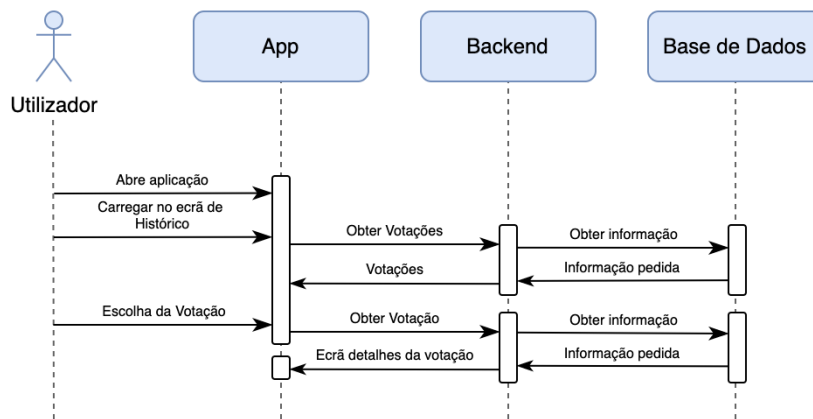 App
Backend
Base de Dados
Utilizador
Abre aplicação
Carregar no ecrã de
Histórico
Obter Votações
Obter informação
Votações
Informação pedida
Escolha da Votação
Obter Votação
Obter informação
Ecrã detalhes da votação
Informação pedida